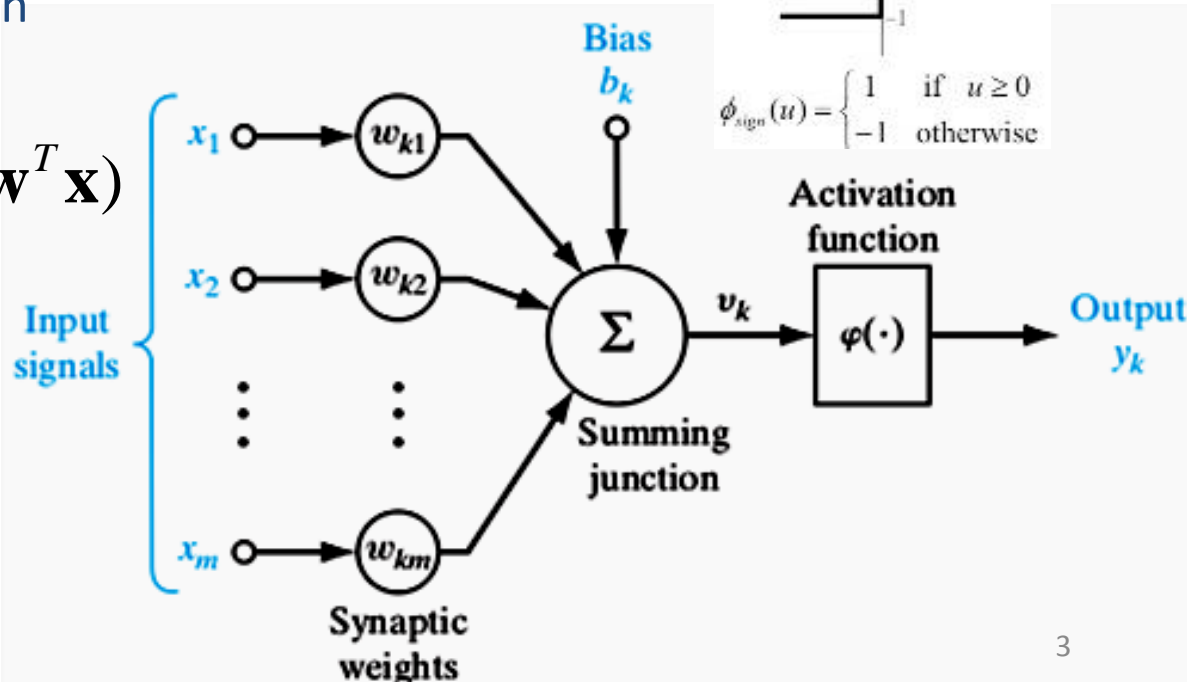 n
-1
Bias
b_k
ϕ_sign(u) = { 1 if u ≥ 0
-1 otherwise
x_1
w_k1
w^T x)
Activation
function
x_2
w_k2
Input
signals
Σ
v_k
φ(·)
Output
y_k
Summing
junction
x_m
w_km
Synaptic
weights
3